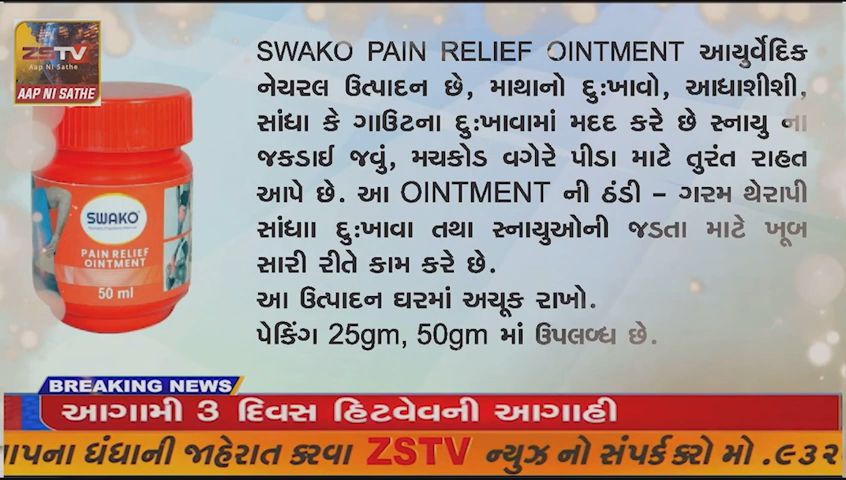 ZSTV
Aap Ni Sathe
AAP NI SATHE
SWAKO PAIN RELIEF OINTMENT આયુર્વેદિક
નેચરલ ઉત્પાદન છે, માથાનો દુઃખાવો, આધાશીશી,
સાંધા કે ગાઉટના દુઃખાવામાં મદદ કરે છે સ્નાયુ ના
જકડાઈ જવું, મચકોડ વગેરે પીડા માટે તુરંત રાહત
આપે છે. આ OINTMENT ની ઠંડી – ગરમ થેરાપી
સાંધાા દુઃખાવા તથા સ્નાયુઓની જડતા માટે ખૂબ
સારી રીતે કામ કરે છે.
આ ઉત્પાદન ઘરમાં અચૂક રાખો.
પેકિંગ 25gm, 50gm માં ઉપલબ્ધ છે.
SWAKO
PAIN RELIEF
OINTMENT
50 ml
BREAKING NEWS
આગામી 3 દિવસ હિટવેવની આગાહી
ાપના ધંધાની જાહેરાત કરવા ZSTV ન્યુઝ નો સંપર્ક કરો મો .૯૩૨